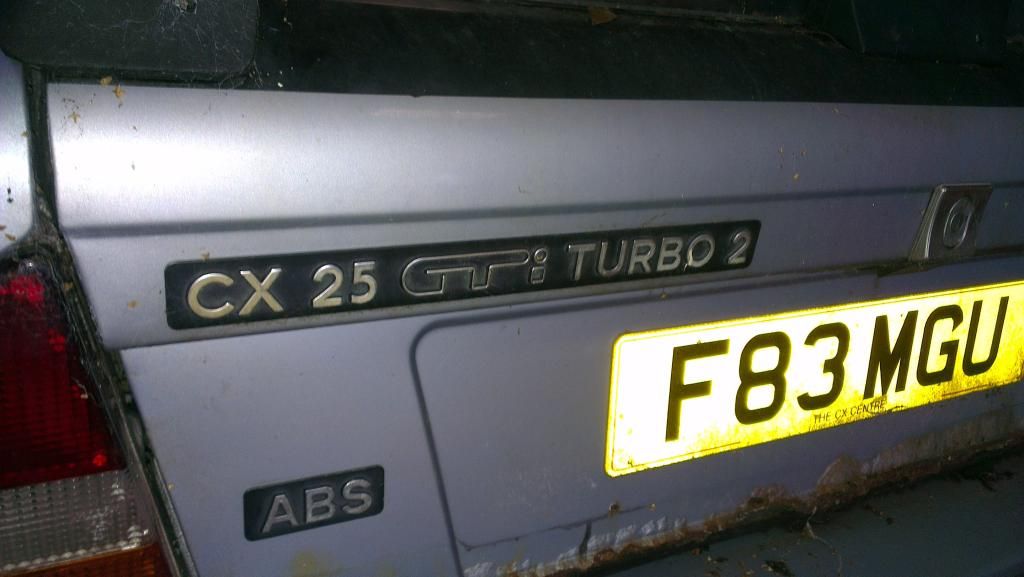 CX 25 GTi TURBO 2
F83 MGU
THE CX CENTRE
ABS